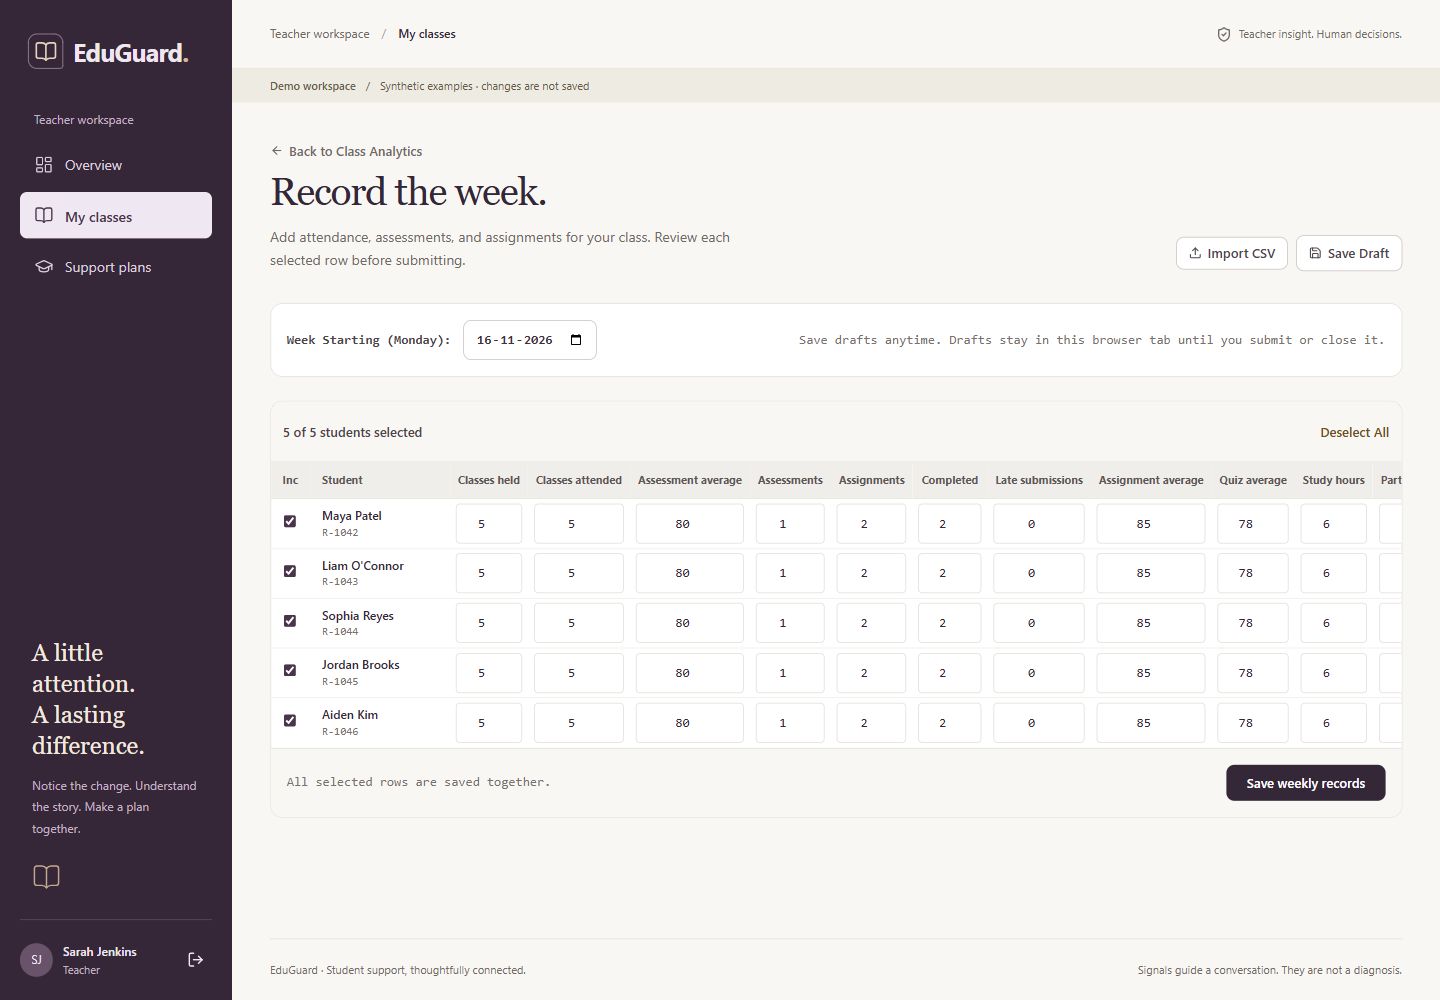 EduGuard.
Teacher workspace
Overview
My classes
Support plans
A little
attention.
A lasting
difference.
Notice the change. Understand
the story. Make a plan
together.
SJ
Sarah Jenkins
Teacher
Teacher workspace / My classes
Teacher insight. Human decisions.
Demo workspace / Synthetic examples · changes are not saved
Back to Class Analytics
Record the week.
Add attendance, assessments, and assignments for your class. Review each
selected row before submitting.
Import CSV
Save Draft
Week Starting (Monday): 16-11-2026
Save drafts anytime. Drafts stay in this browser tab until you submit or close it.
5 of 5 students selected
Deselect All
Inc Student Classes held Classes attended Assessment average Assessments Assignments Completed Late submissions Assignment average Quiz average Study hours Part
Maya Patel 5 5 80 1 2 2 0 85 78 6
R-1042
Liam O'Connor 5 5 80 1 2 2 0 85 78 6
R-1043
Sophia Reyes 5 5 80 1 2 2 0 85 78 6
R-1044
Jordan Brooks 5 5 80 1 2 2 0 85 78 6
R-1045
Aiden Kim 5 5 80 1 2 2 0 85 78 6
R-1046
All selected rows are saved together.
Save weekly records
EduGuard · Student support, thoughtfully connected.
Signals guide a conversation. They are not a diagnosis.